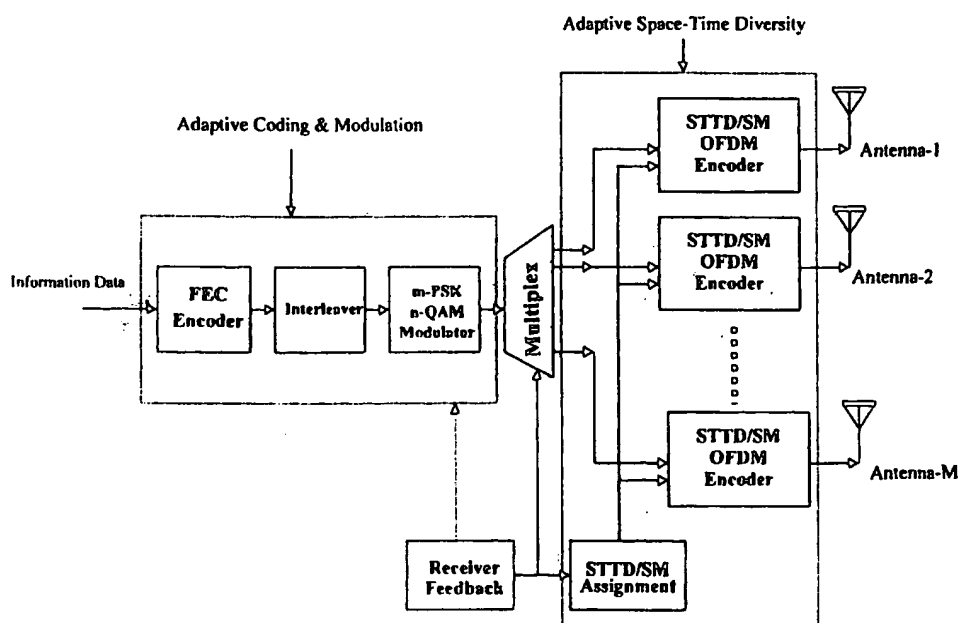 Adaptive Space-Time Diversity
Adaptive Coding & Modulation
STTD/SM
OFDM
Encoder
Antenna-1
STTD/SM
OFDM
Encoder
Antenna-2
Information Data
FEC
Encoder
Interleaver
m-PSK
n-QAM
Modulator
Multiplex
STTD/SM
OFDM
Encoder
Antenna-M
Receiver
Feedback
STTD/SM
Assignment